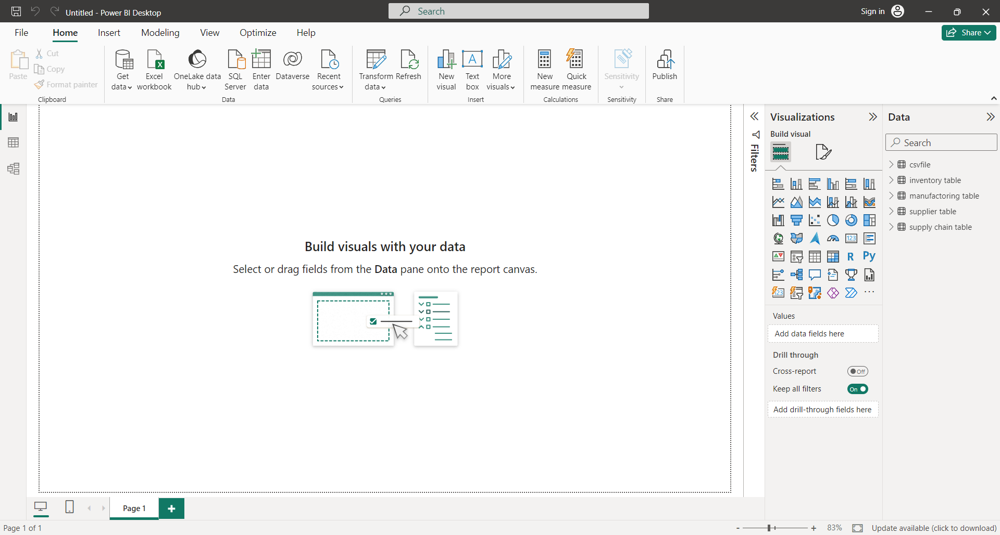 Untitled - Power BI Desktop
Search
Sign in
File Home Insert Modeling View Optimize Help
Share
Paste
Cut
Copy
Format painter
Clipboard
Get data
Excel workbook
OneLake data hub
SQL Server
Enter data
Dataverse
Recent sources
Data
Transform data
Refresh
Queries
New visual
Text box
More visuals
Insert
New measure
Quick measure
Calculations
Sensitivity
Sensitivity
Publish
Share
Build visuals with your data
Select or drag fields from the Data pane onto the report canvas.
Filters
Visualizations
Build visual
123
R
Py
123
Values
Add data fields here
Drill through
Cross-report
Off
Keep all filters
On
Add drill-through fields here
Data
Search
csvfile
inventory table
manufactoring table
supplier table
supply chain table
Page 1
Page 1 of 1
- + 83%
Update available (click to download)